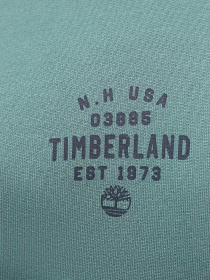 N.H USA
03885
TIMBERLAND
EST 1973